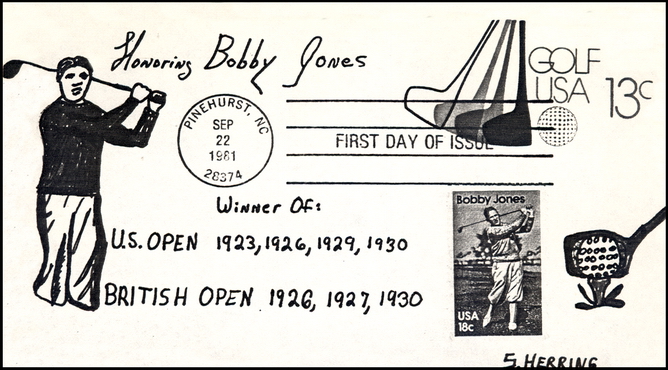 Honoring Bobby Jones
GOLF
USA 13c
PINEHURST, NC
SEP
22
1981
28374
FIRST DAY OF ISSUE
Winner Of:
U.S. OPEN 1923, 1926, 1929, 1930
BRITISH OPEN 1926, 1927, 1930
Bobby Jones
USA
18c
S. HERRING